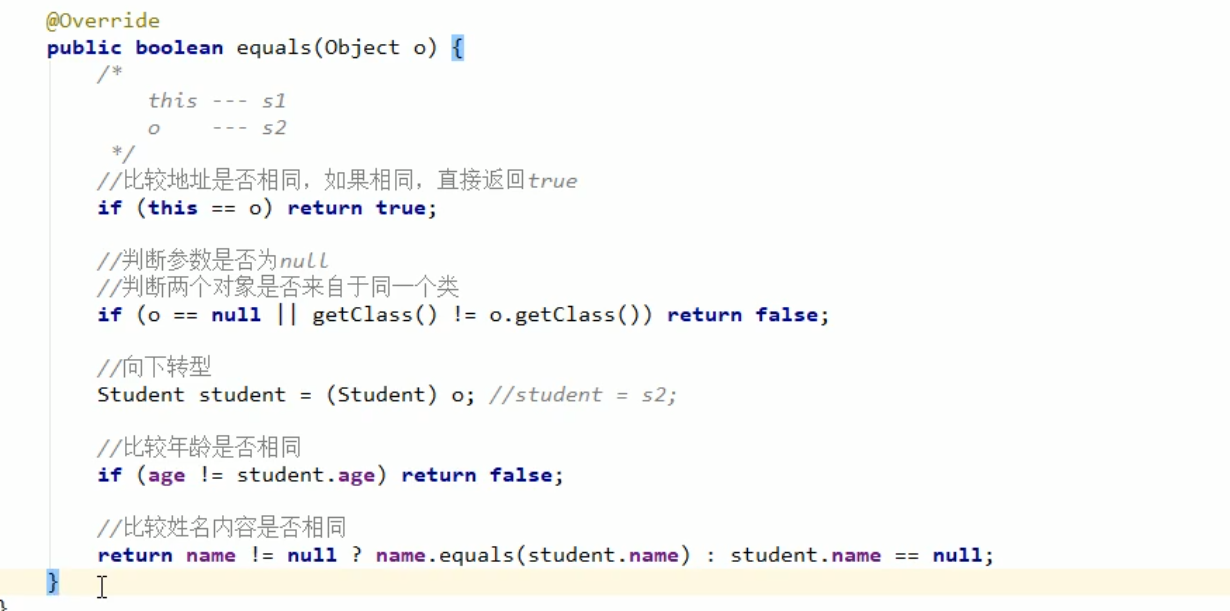 @Override
public boolean equals(Object o) {
/*
this --- s1
o --- s2
*/
//比较地址是否相同，如果相同，直接返回true
if (this == o) return true;
//判断参数是否为null
//判断两个对象是否来自于同一个类
if (o == null || getClass() != o.getClass()) return false;
//向下转型
Student student = (Student) o; //student = s2;
//比较年龄是否相同
if (age != student.age) return false;
//比较姓名内容是否相同
return name != null ? name.equals(student.name) : student.name == null;
}
}